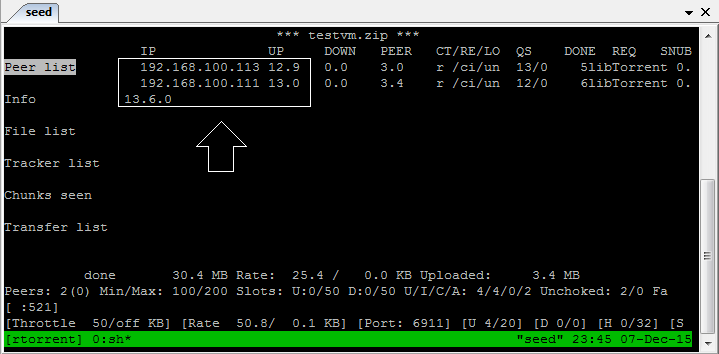 seed
*** testvm.zip ***
IP UP DOWN PEER CT/RE/LO QS DONE REQ SNUB
Peer list 192.168.100.113 12.9 0.0 3.0 r /ci/un 13/0 5libTorrent 0.
192.168.100.111 13.0 0.0 3.4 r /ci/un 12/0 6libTorrent 0.
Info 13.6.0
File list
Tracker list
Chunks seen
Transfer list
done 30.4 MB Rate: 25.4 / 0.0 KB Uploaded: 3.4 MB
Peers: 2(0) Min/Max: 100/200 Slots: U:0/50 D:0/50 U/I/C/A: 4/4/0/2 Unchoked: 2/0 Fa
[ :521]
[Throttle 50/off KB] [Rate 50.8/ 0.1 KB] [Port: 6911] [U 4/20] [D 0/0] [H 0/32] [S
[rtorrent] 0:sh* "seed" 23:45 07-Dec-15